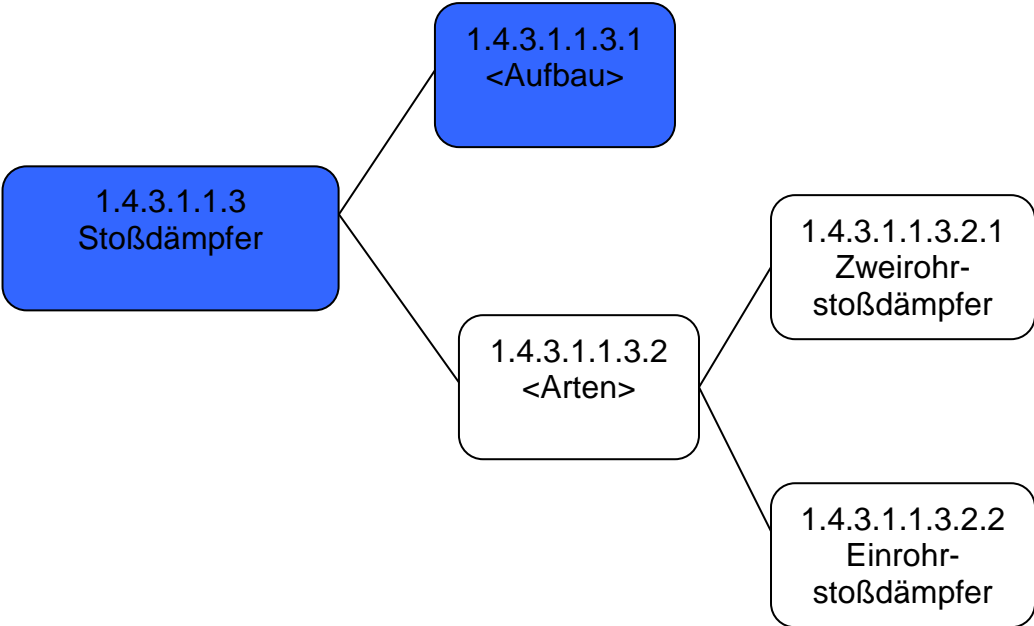 1.4.3.1.1.3.1
<Aufbau>
1.4.3.1.1.3
Stoßdämpfer
1.4.3.1.1.3.2
<Arten>
1.4.3.1.1.3.2.1
Zweirohr-
stoßdämpfer
1.4.3.1.1.3.2.2
Einrohr-
stoßdämpfer